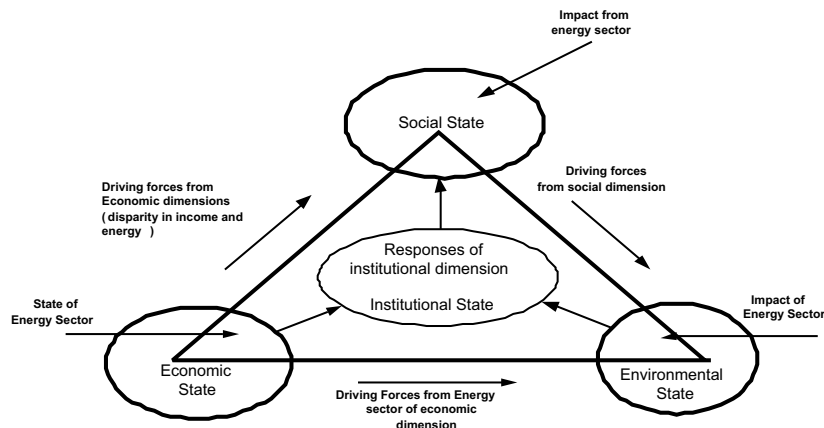 Impact from
energy sector
Social State
Driving forces from
Economic dimensions
( disparity in income and
energy )
Driving forces
from social dimension
Responses of
institutional dimension
Institutional State
State of
Energy Sector
Impact of
Energy Sector
Economic
State
Environmental
State
Driving Forces from Energy
sector of economic
dimension